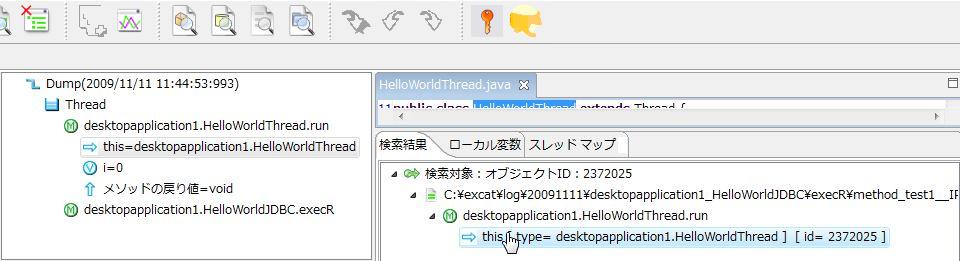 Dump(2009/11/11 11:44:53:993)
Thread
desktopapplication1.HelloWorldThread.run
this=desktopapplication1.HelloWorldThread
i=0
メソッドの戻り値=void
desktopapplication1.HelloWorldJDBC.execR
HelloWorldThread.java
11public class HelloWorldThread extends Thread {
検索結果 ローカル変数 スレッド マップ
検索対象：オブジェクトID：2372025
C:¥excat¥log¥20091111¥desktopapplication1_HelloWorldJDBC¥execR¥method_test1__IF
desktopapplication1.HelloWorldThread.run
this [ type= desktopapplication1.HelloWorldThread ] [ id= 2372025 ]